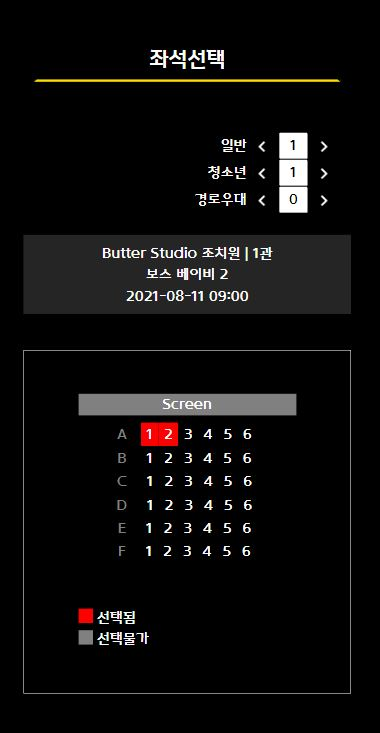 좌석선택
일반 < 1 >
청소년 < 1 >
경로우대 < 0 >
Butter Studio 조치원 | 1관
보스 베이비 2
2021-08-11 09:00
Screen
A 1 2 3 4 5 6
B 1 2 3 4 5 6
C 1 2 3 4 5 6
D 1 2 3 4 5 6
E 1 2 3 4 5 6
F 1 2 3 4 5 6
선택됨
선택물가